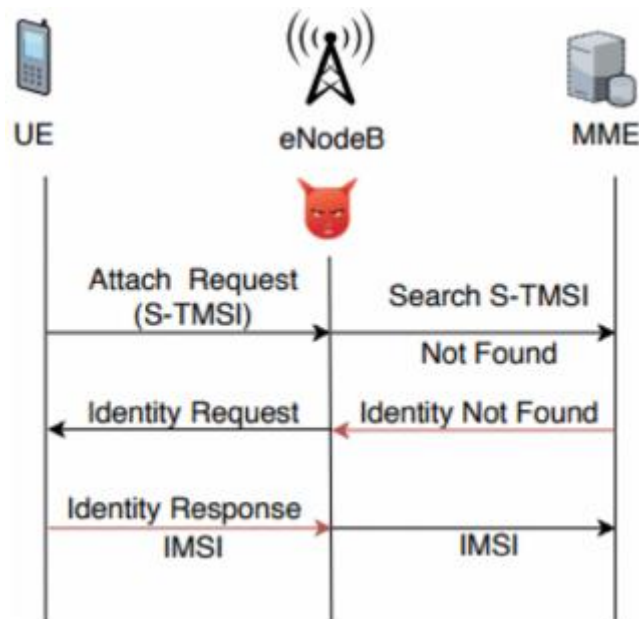 UE
eNodeB
MME
Attach Request
(S-TMSI)
Search S-TMSI
Not Found
Identity Request
Identity Not Found
Identity Response
IMSI
IMSI